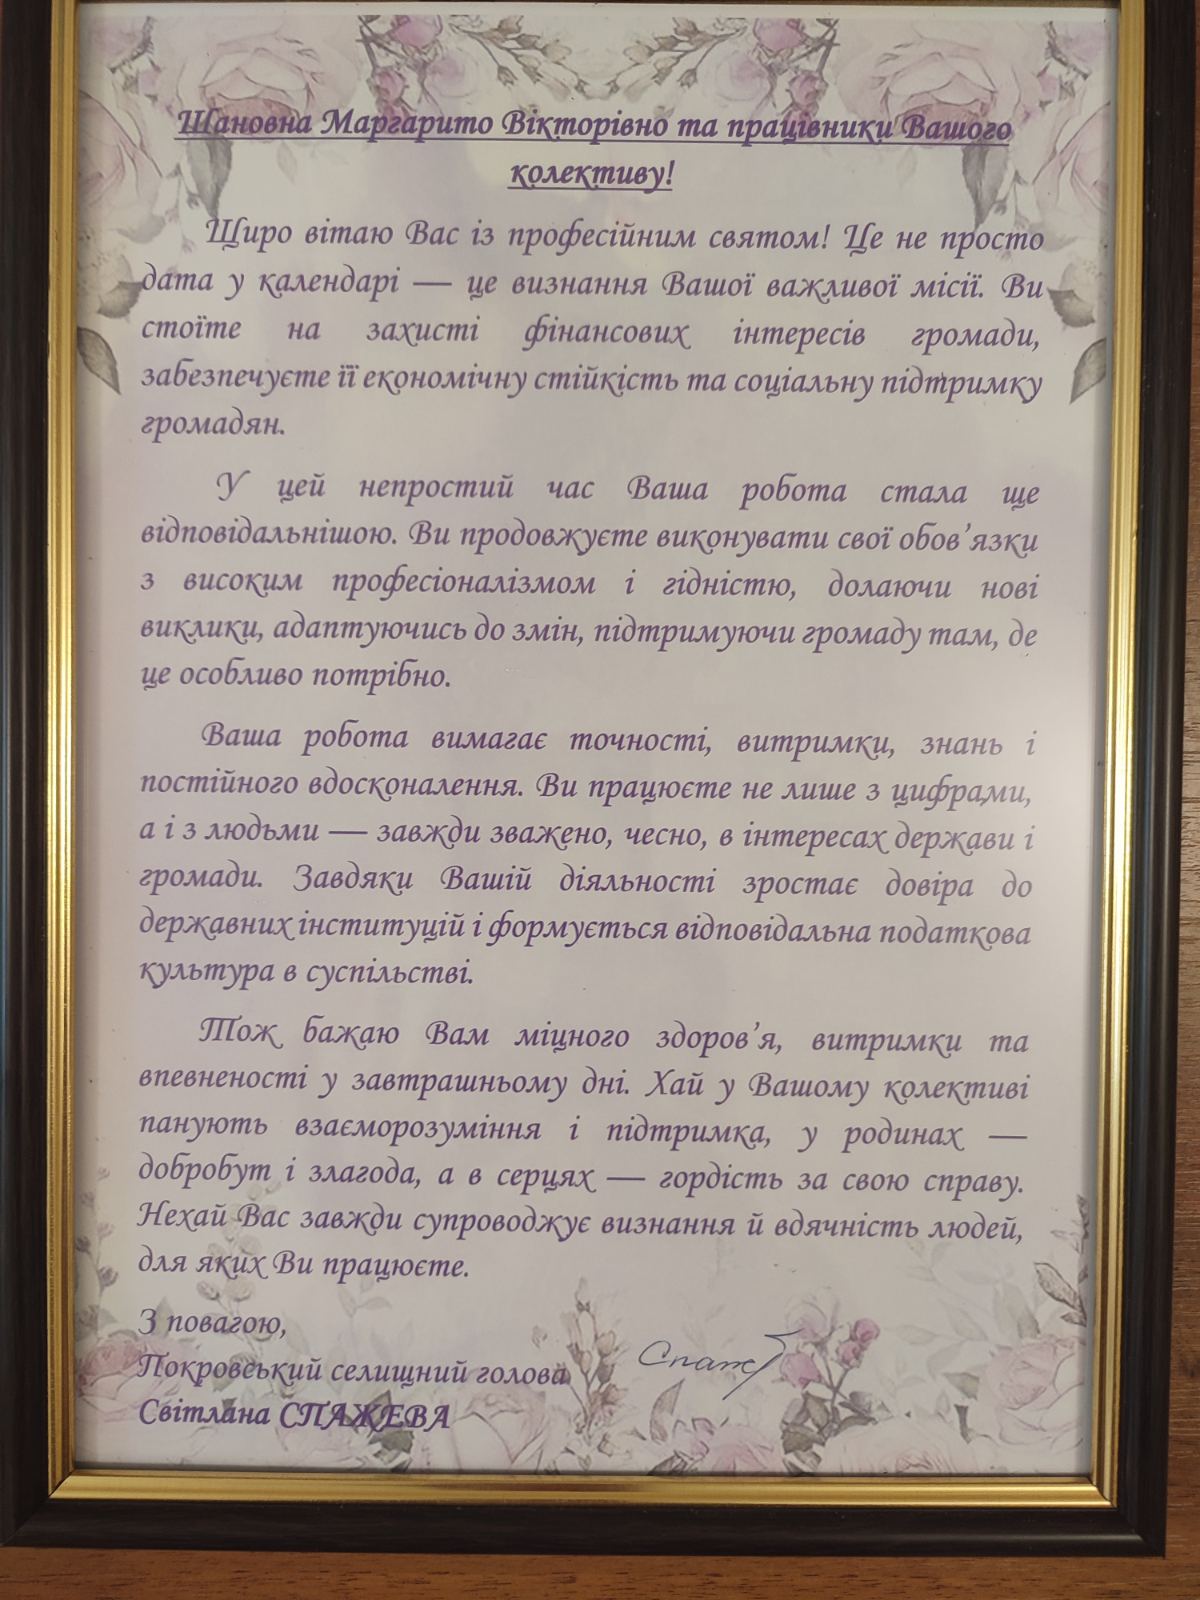 Шановна Маргарито Вікторівно та працівники Вашого
колективу!
Щиро вітаю Вас із професійним святом! Це не просто
дата у календарі — це визнання Вашої важливої місії. Ви
стоїте на захисті фінансових інтересів громади,
забезпечуєте її економічну стійкість та соціальну підтримку
громадян.
У цей непростий час Ваша робота стала ще
відповідальнішою. Ви продовжуєте виконувати свої обов’язки
з високим професіоналізмом і гідністю, долаючи нові
виклики, адаптуючись до змін, підтримуючи громаду там, де
це особливо потрібно.
Ваша робота вимагає точності, витримки, знань і
постійного вдосконалення. Ви працюєте не лише з цифрами,
а і з людьми — завжди зважено, чесно, в інтересах держави і
громади. Завдяки Вашій діяльності зростає довіра до
державних інституцій і формується відповідальна податкова
культура в суспільстві.
Тож бажаю Вам міцного здоров’я, витримки та
впевненості у завтрашньому дні. Хай у Вашому колективі
панують взаєморозуміння і підтримка, у родинах —
добробут і злагода, а в серцях — гордість за свою справу.
Нехай Вас завжди супроводжує визнання й вдячність людей,
для яких Ви працюєте.
З повагою,
Покровський селищний голова
Світлана СПАЖЕВА